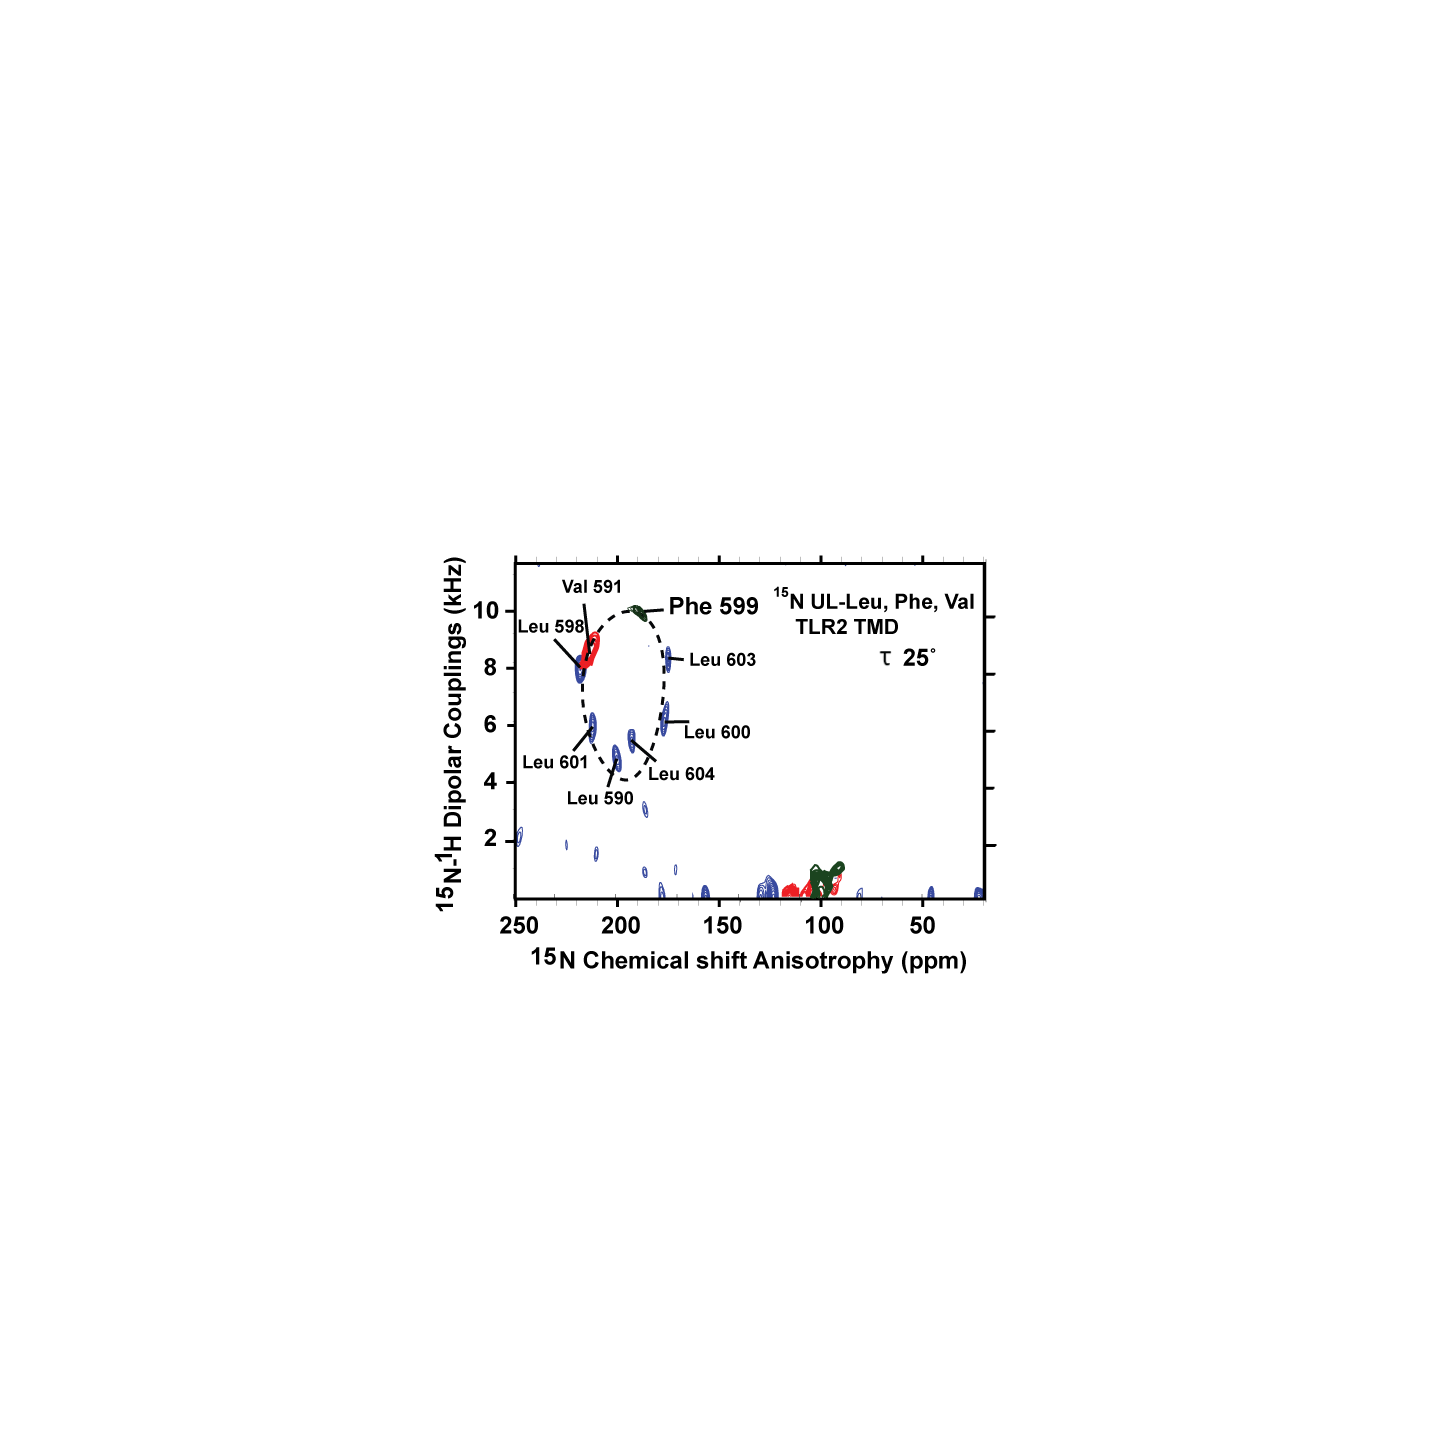 Val 591
Phe 599
¹⁵N UL-Leu, Phe, Val
TLR2 TMD
τ 25°
Leu 598
Leu 603
Leu 600
Leu 601
Leu 604
Leu 590
10
8
6
4
2
250 200 150 100 50
15N-1H Dipolar Couplings (kHz)
15N Chemical shift Anisotrophy (ppm)